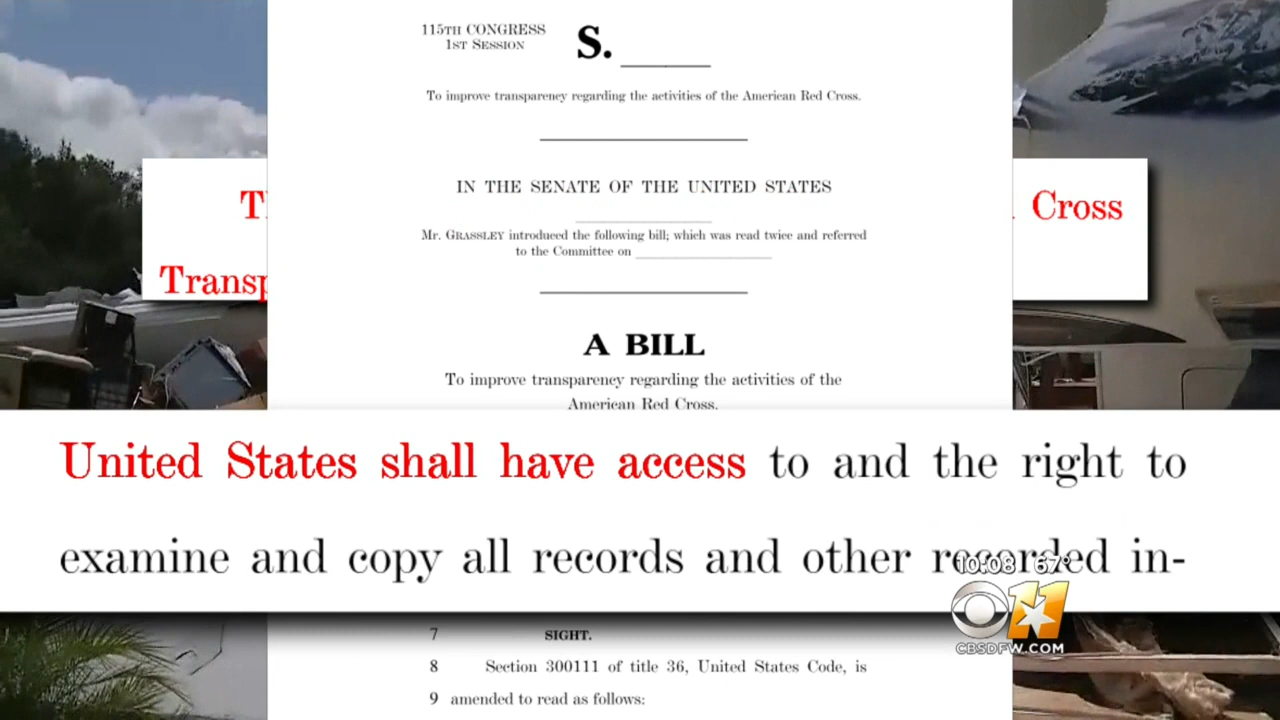 115TH CONGRESS
1ST SESSION
S.
To improve transparency regarding the activities of the American Red Cross.
IN THE SENATE OF THE UNITED STATES
Mr. GRASSLEY introduced the following bill; which was read twice and referred
to the Committee on
Cross
A BILL
To improve transparency regarding the activities of the
American Red Cross.
United States shall have access to and the right to
examine and copy all records and other recorded in-
10:08 67°
11
CBSDFW.COM
7 SIGHT.
8 Section 300111 of title 36, United States Code, is
9 amended to read as follows: